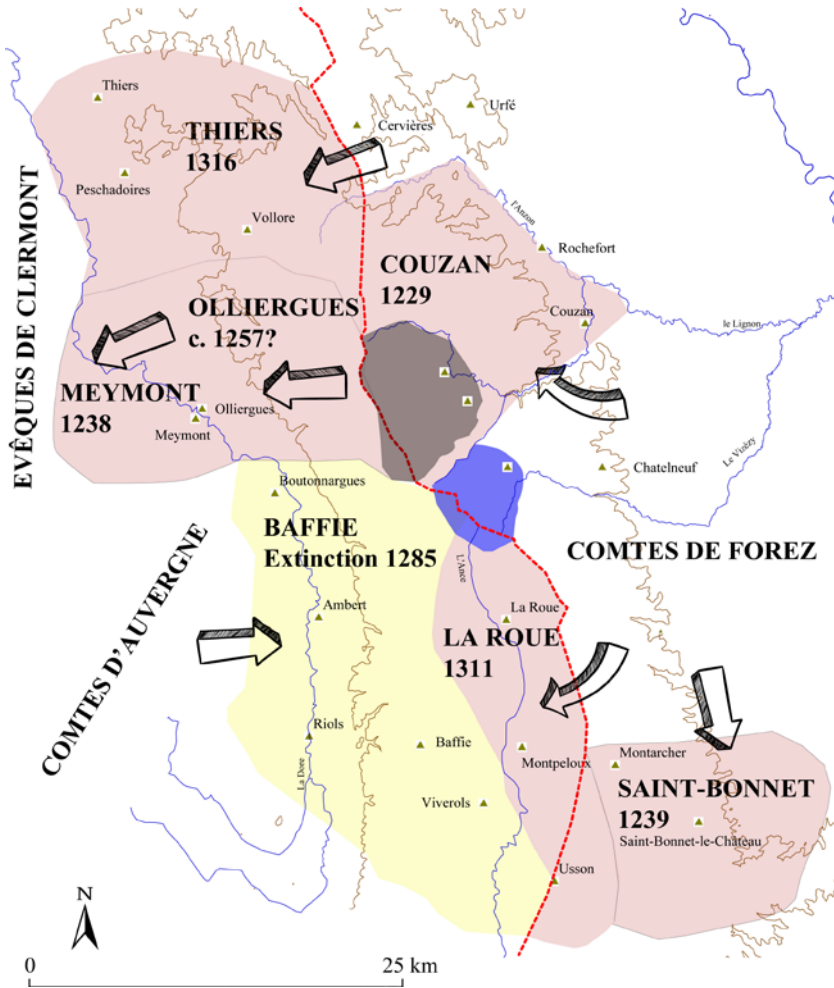 Thiers
Urfé
THIERS
1316
Cervières
Peschadoires
Vollore
l'Anzon
Rochefort
COUZAN
1229
EVÊQUES DE CLERMONT
OLLIERGUES
c. 1257?
Couzan
le Lignon
MEYMONT
1238
Olliergues
Meymont
Le Vizézy
Chatelneuf
Boutonnargues
BAFFIE
Extinction 1285
COMTES DE FOREZ
L'Ance
COMTES D'AUVERGNE
Ambert
La Roue
LA ROUE
1311
Riols
La Dore
Baffie
Montpeloux
Montarcher
SAINT-BONNET
1239
Viverols
Saint-Bonnet-le-Château
Usson
N
0
25 km